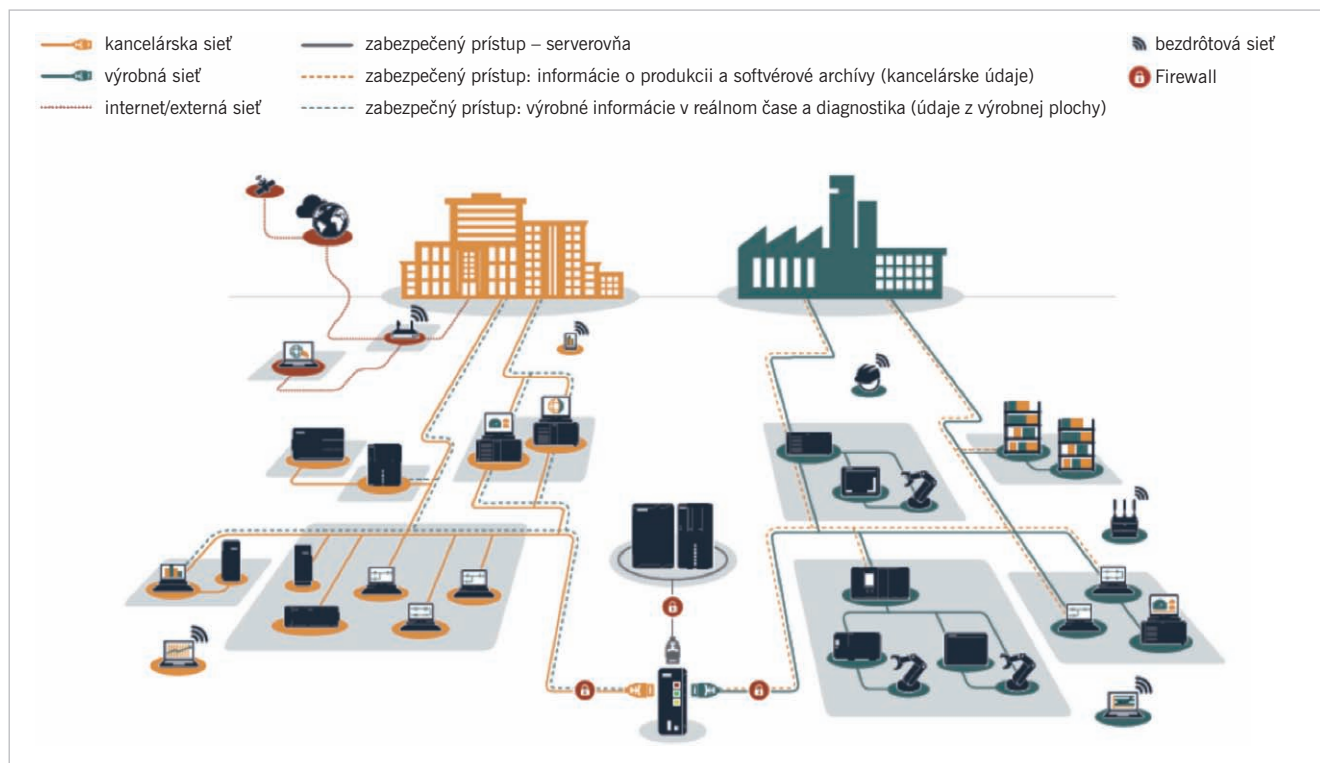 kancelárska sieť
výrobná sieť
internet/externá sieť
zabezpečený prístup – serverovňa
zabezpečený prístup: informácie o produkcii a softvérové archívy (kancelárske údaje)
zabezpečný prístup: výrobné informácie v reálnom čase a diagnostika (údaje z výrobnej plochy)
bezdrôtová sieť
Firewall